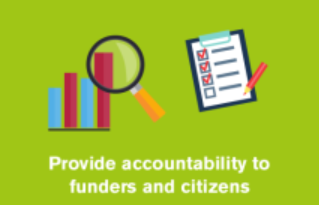 Provide accountability to
funders and citizens